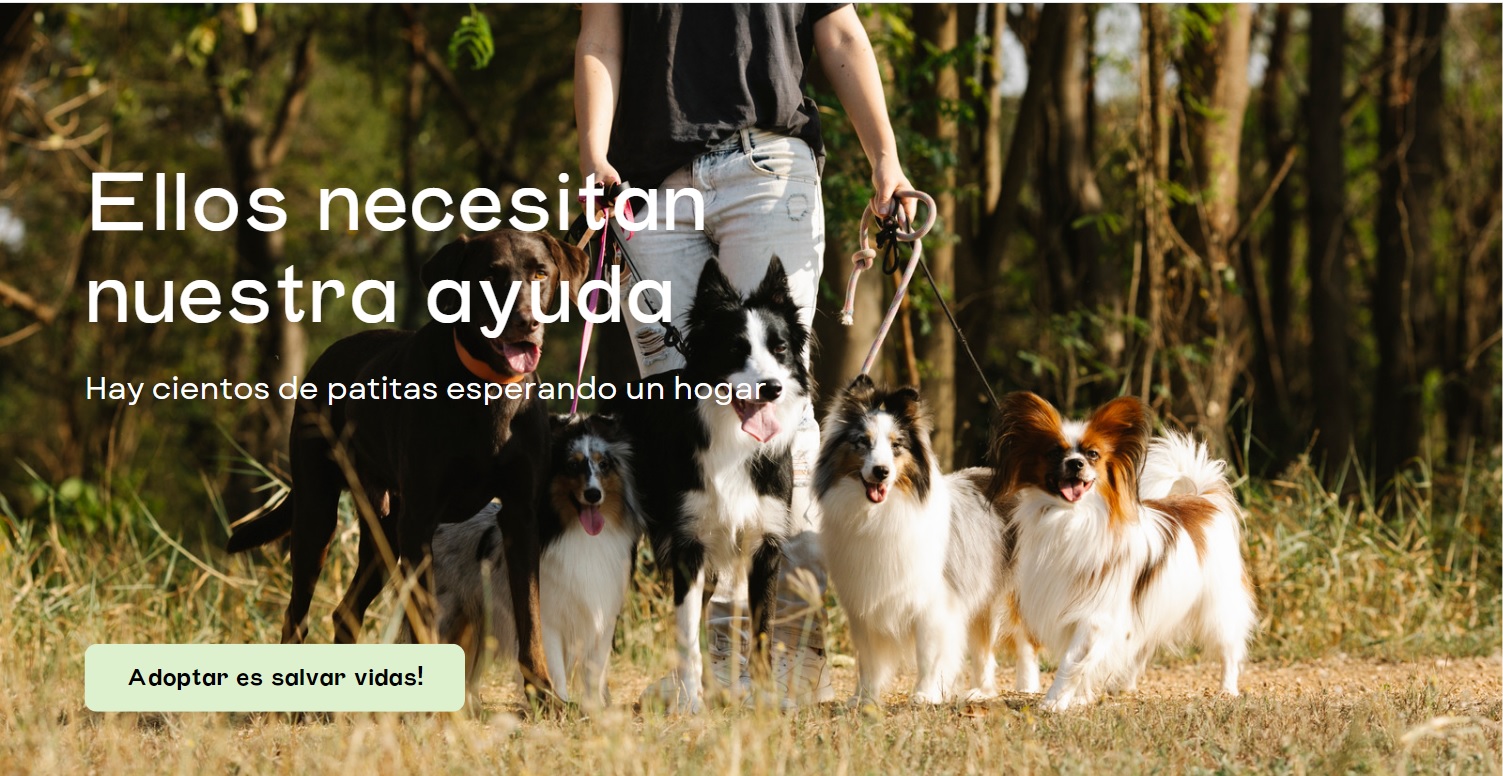 Ellos necesitan
nuestra ayuda
Hay cientos de patitas esperando un hogar
Adoptar es salvar vidas!